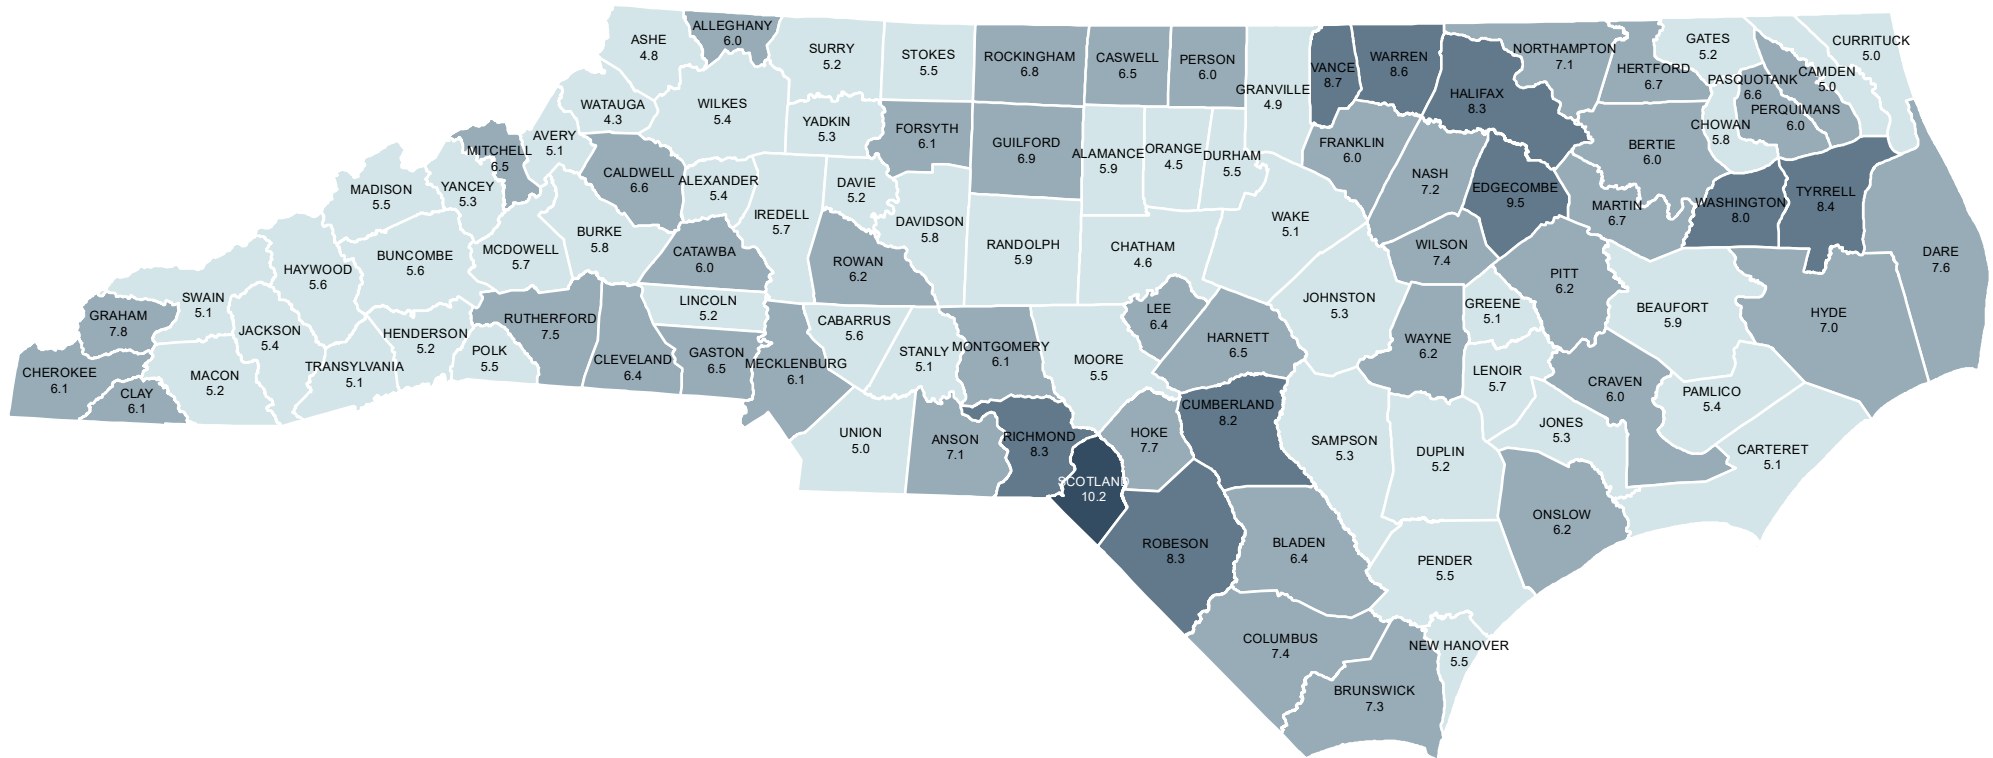 ALLEGHANY
6.0
ASHE
4.8
SURRY
5.2
STOKES
5.5
ROCKINGHAM
6.8
CASWELL
6.5
PERSON
6.0
GRANVILLE
4.9
VANCE
8.7
WARREN
8.6
HALIFAX
8.3
NORTHAMPTON
7.1
HERTFORD
6.7
GATES
5.2
PASQUOTANK
6.6
CAMDEN
5.0
CURRITUCK
5.0
PERQUIMANS
6.0
CHOWAN
5.8
WATAUGA
4.3
WILKES
5.4
YADKIN
5.3
FORSYTH
6.1
GUILFORD
6.9
ALAMANCE
5.9
ORANGE
4.5
DURHAM
5.5
FRANKLIN
6.0
NASH
7.2
EDGECOMBE
9.5
BERTIE
6.0
MARTIN
6.7
WASHINGTON
8.0
TYRRELL
8.4
DARE
7.6
AVERY
5.1
MITCHELL
6.5
YANCEY
5.3
MADISON
5.5
CALDWELL
6.6
ALEXANDER
5.4
IREDELL
5.7
DAVIE
5.2
DAVIDSON
5.8
RANDOLPH
5.9
CHATHAM
4.6
WAKE
5.1
WILSON
7.4
PITT
6.2
BEAUFORT
5.9
HYDE
7.0
BURKE
5.8
MCDOWELL
5.7
BUNCOMBE
5.6
HAYWOOD
5.6
SWAIN
5.1
GRAHAM
7.8
CATAWBA
6.0
ROWAN
6.2
LINCOLN
5.2
RUTHERFORD
7.5
CLEVELAND
6.4
GASTON
6.5
MECKLENBURG
6.1
CABARRUS
5.6
STANLY
5.1
MONTGOMERY
6.1
MOORE
5.5
LEE
6.4
HARNETT
6.5
JOHNSTON
5.3
WAYNE
6.2
GREENE
5.1
LENOIR
5.7
CRAVEN
6.0
PAMLICO
5.4
JACKSON
5.4
HENDERSON
5.2
POLK
5.5
TRANSYLVANIA
5.1
MACON
5.2
CHEROKEE
6.1
CLAY
6.1
UNION
5.0
ANSON
7.1
RICHMOND
8.3
SCOTLAND
10.2
HOKE
7.7
CUMBERLAND
8.2
SAMPSON
5.3
DUPLIN
5.2
JONES
5.3
CARTERET
5.1
ONSLOW
6.2
ROBESON
8.3
BLADEN
6.4
PENDER
5.5
COLUMBUS
7.4
NEW HANOVER
5.5
BRUNSWICK
7.3